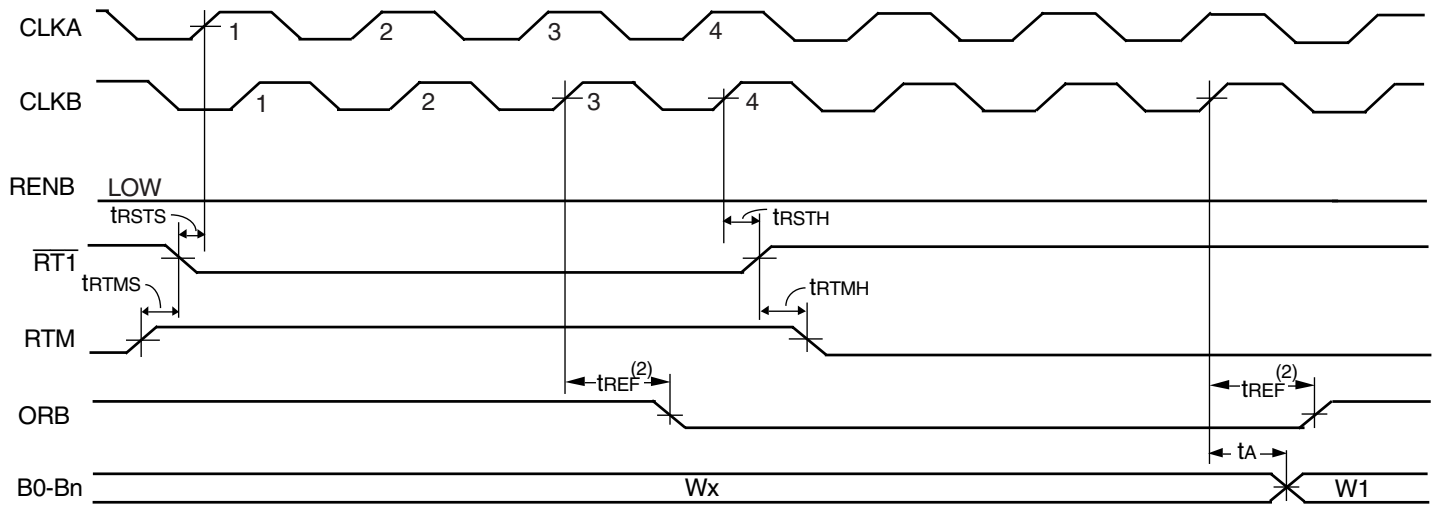 CLKA 1 2 3 4
CLKB 1 2 3 4
RENB LOW
tRSTS tRSTH
RT1
tRTMS tRTMH
RTM
tREF(2) tREF(2)
ORB
tA
B0-Bn Wx W1